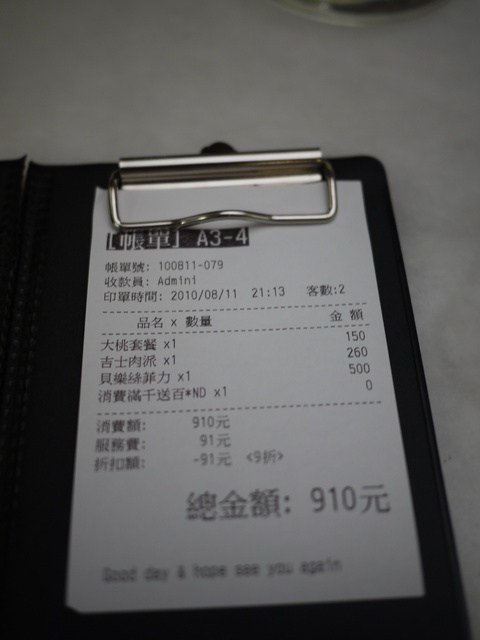 [帳單] A3-4
帳單號: 100811-079
收款員: Admini
印單時間: 2010/08/11 21:13 客數:2
品名 x 數量 金 額
大桃套餐 x1 150
吉士肉派 x1 260
貝樂絲菲力 x1 500
消費滿千送百*ND x1 0
消費額: 910元
服務費: 91元
折扣額: -91元 <9折>
總金額: 910元
Good day & hope see you again